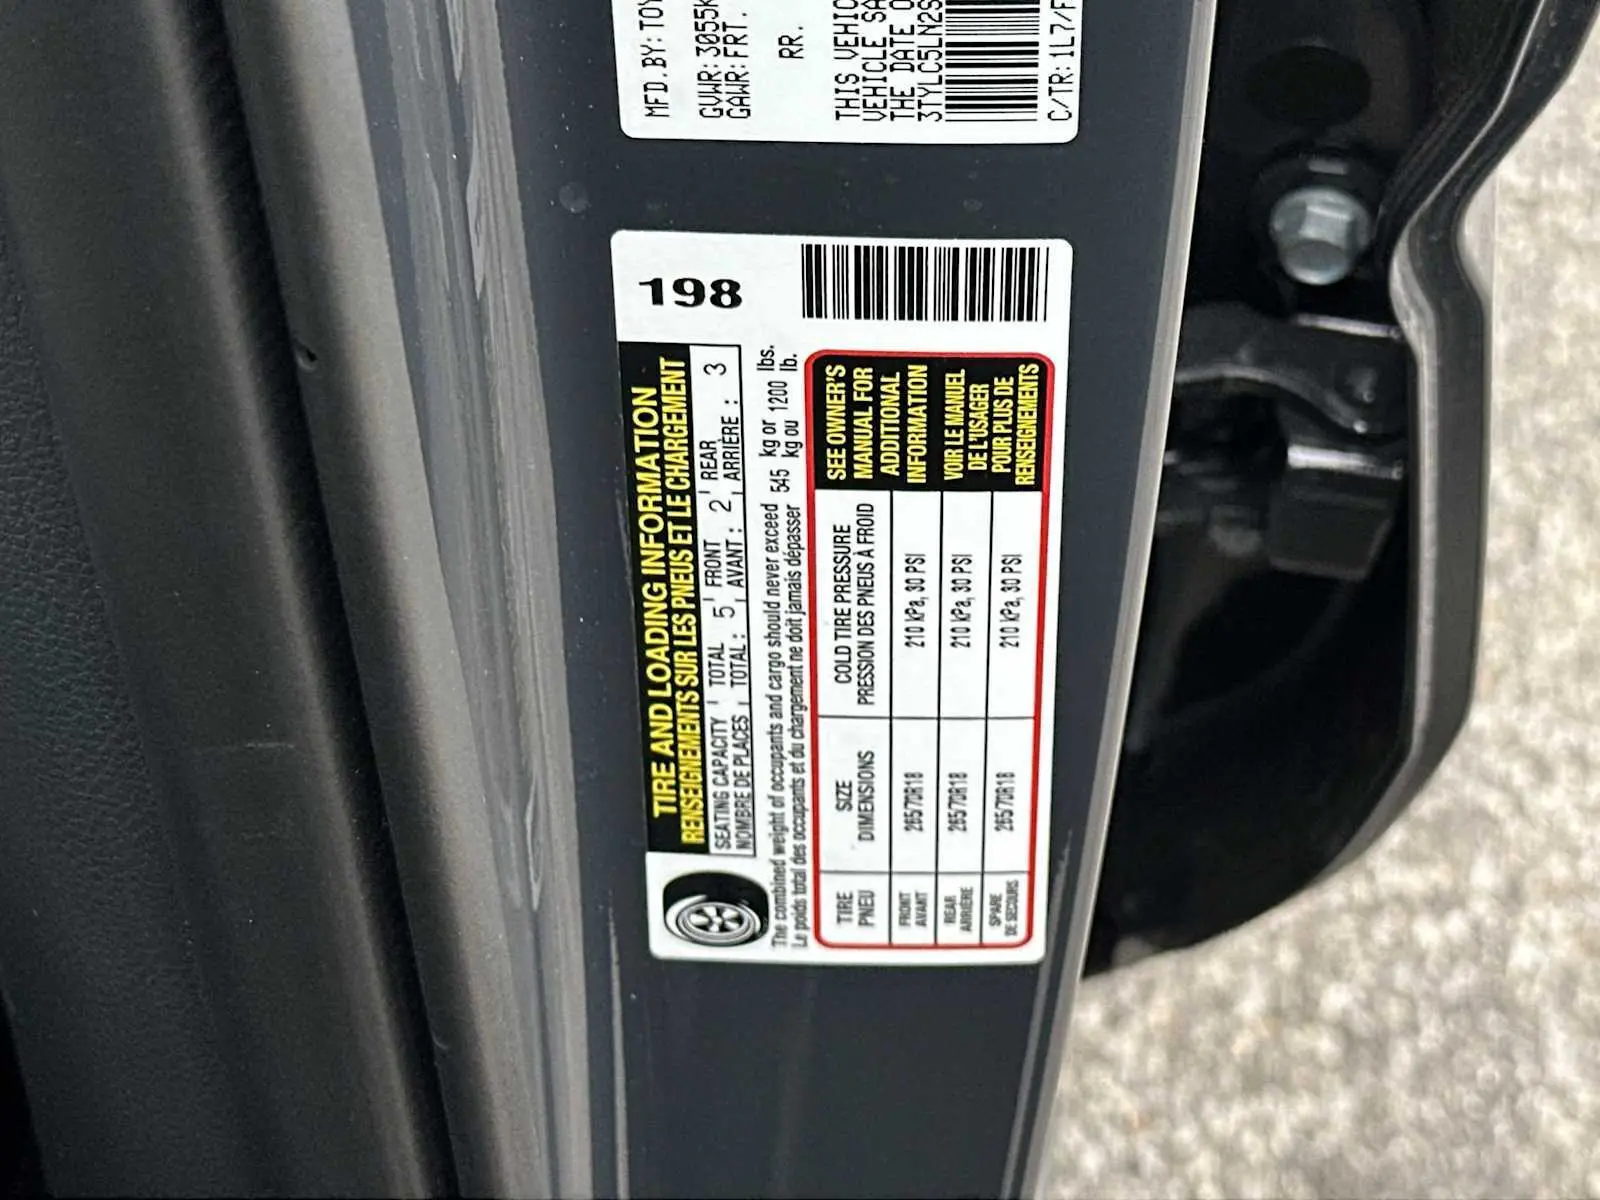 MFD.BY:TOY
GVWR:3055K
GAWR:FRT.
RR.
THIS VEHIC
VEHICLE SA
THE DATE O
3TYLC5LN2S
C/TR:1L7/F
198
TIRE AND LOADING INFORMATION
RENSEIGNEMENTS SUR LES PNEUS ET LE CHARGEMENT
SEATING CAPACITY TOTAL 5 FRONT 2 REAR 3
NOMBRE DE PLACES TOTAL: AVANT: ARRIÈRE:
The combined weight of occupants and cargo should never exceed 545 kg or 1200 lbs.
Le poids total des occupants et du chargement ne doit jamais dépasser kg ou lb.
TIRE SIZE COLD TIRE PRESSURE
PNEU DIMENSIONS PRESSION DES PNEUS À FROID
FRONT 265/70R18 210 kPa, 30 PSI
AVANT
REAR 265/70R18 210 kPa, 30 PSI
ARRIÈRE
SPARE 265/70R18 210 kPa, 30 PSI
DE SECOURS
SEE OWNER'S
MANUAL FOR
ADDITIONAL
INFORMATION
VOIR LE MANUEL
DE L'USAGER
POUR PLUS DE
RENSEIGNEMENTS